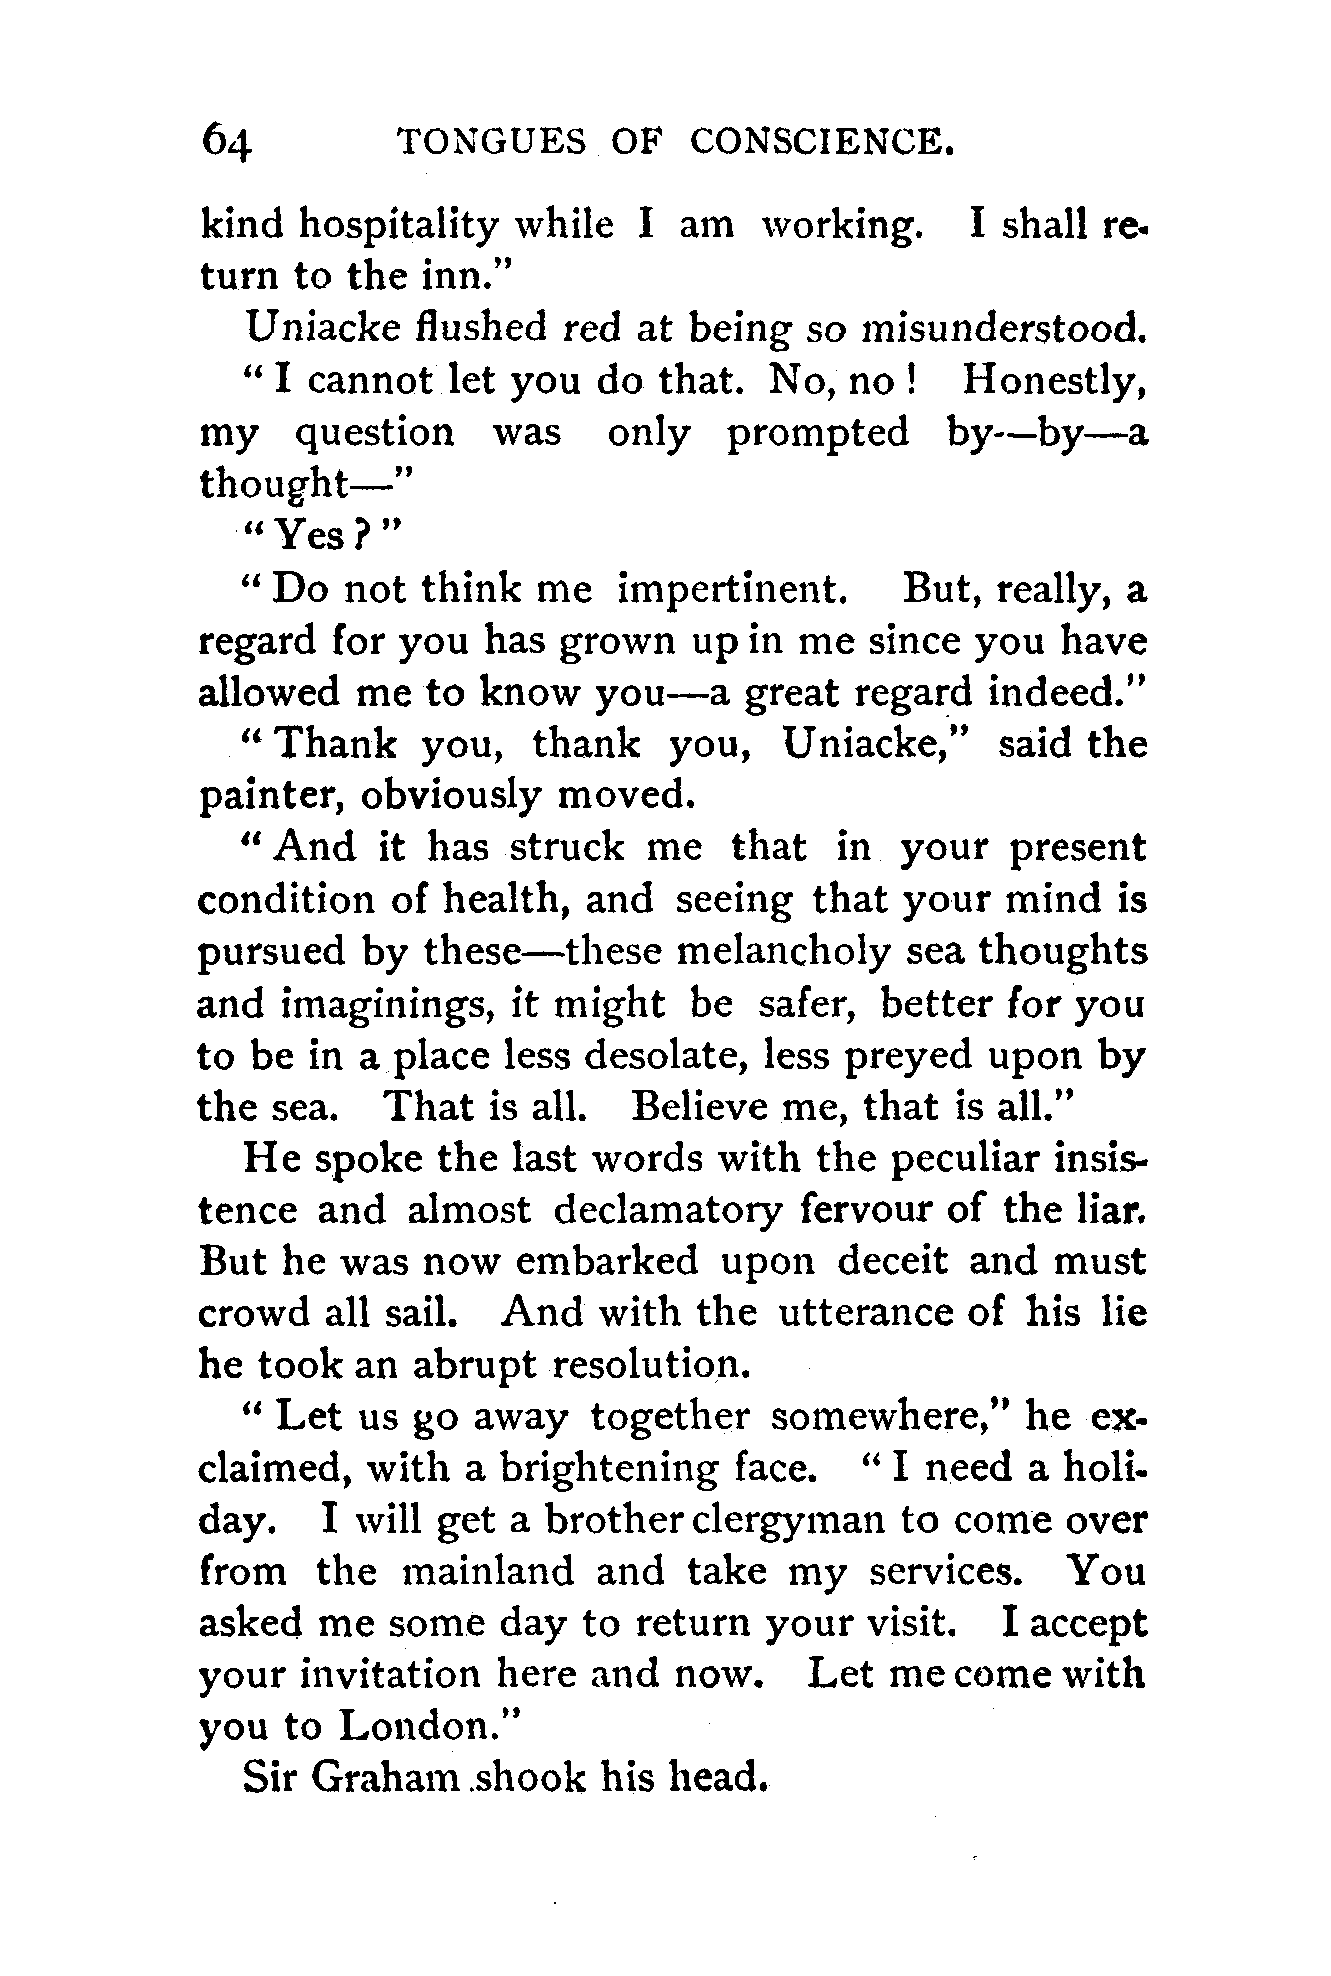 64 TONGUES OF CONSCIENCE.
kind hospitality while I am working. I shall re-
turn to the inn."
Uniacke flushed red at being so misunderstood.
"I cannot let you do that. No, no! Honestly,
my question was only prompted by—by—a
thought—"
"Yes?"
"Do not think me impertinent. But, really, a
regard for you has grown up in me since you have
allowed me to know you—a great regard indeed."
"Thank you, thank you, Uniacke," said the
painter, obviously moved.
"And it has struck me that in your present
condition of health, and seeing that your mind is
pursued by these—these melancholy sea thoughts
and imaginings, it might be safer, better for you
to be in a place less desolate, less preyed upon by
the sea. That is all. Believe me, that is all."
He spoke the last words with the peculiar insis-
tence and almost declamatory fervour of the liar.
But he was now embarked upon deceit and must
crowd all sail. And with the utterance of his lie
he took an abrupt resolution.
"Let us go away together somewhere," he ex-
claimed, with a brightening face. "I need a holi-
day. I will get a brother clergyman to come over
from the mainland and take my services. You
asked me some day to return your visit. I accept
your invitation here and now. Let me come with
you to London."
Sir Graham shook his head.